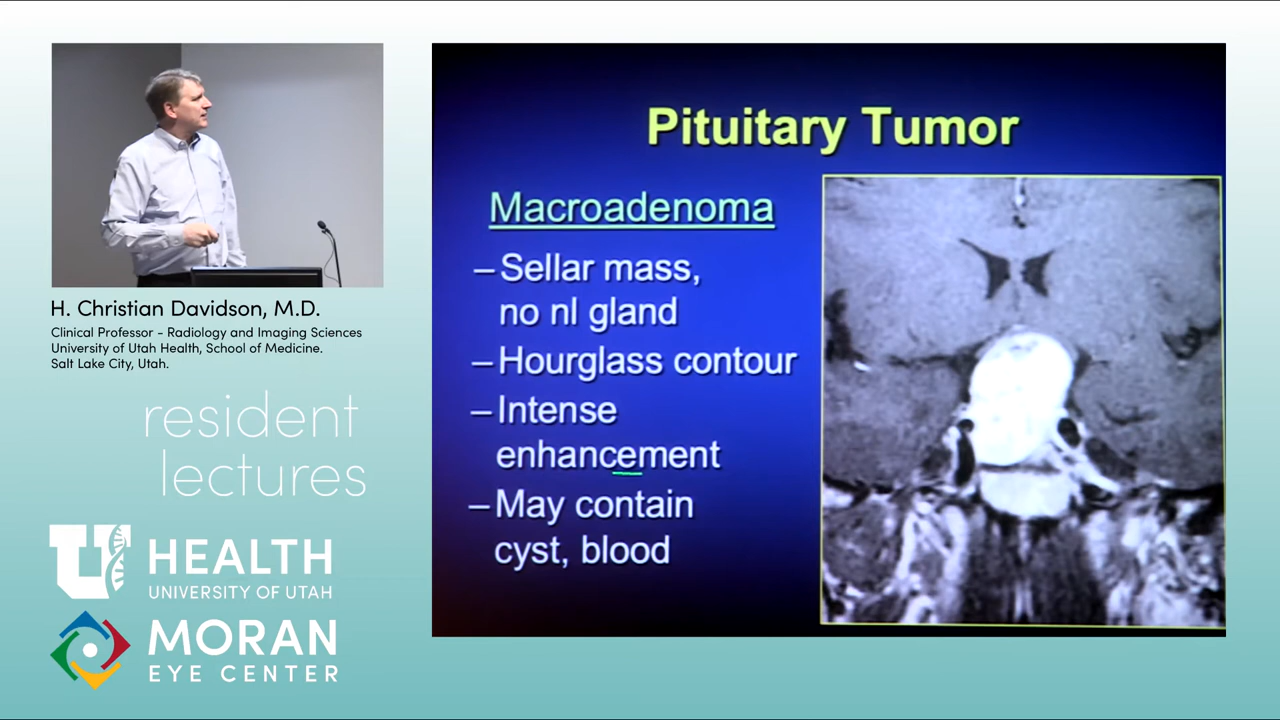 Pituitary Tumor
Macroadenoma
– Sellar mass,
no nl gland
– Hourglass contour
– Intense
enhancement
– May contain
cyst, blood
H. Christian Davidson, M.D.
Clinical Professor - Radiology and Imaging Sciences
University of Utah Health, School of Medicine.
Salt Lake City, Utah.
resident
lectures
U HEALTH
UNIVERSITY OF UTAH
MORAN
EYE CENTER